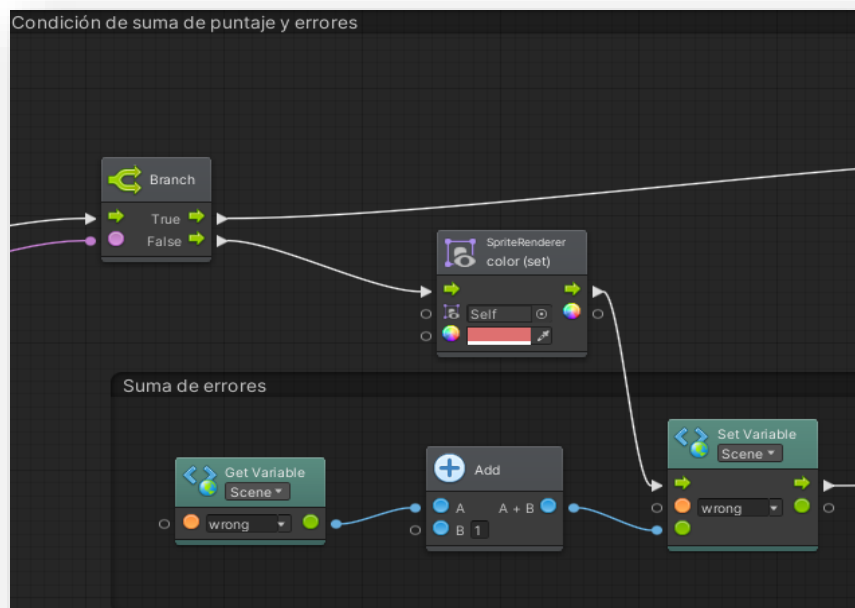 Condición de suma de puntaje y errores
Branch
True
False
SpriteRenderer
color (set)
Self
Suma de errores
Get Variable
Scene
wrong
Add
A A + B
B 1
Set Variable
Scene
wrong